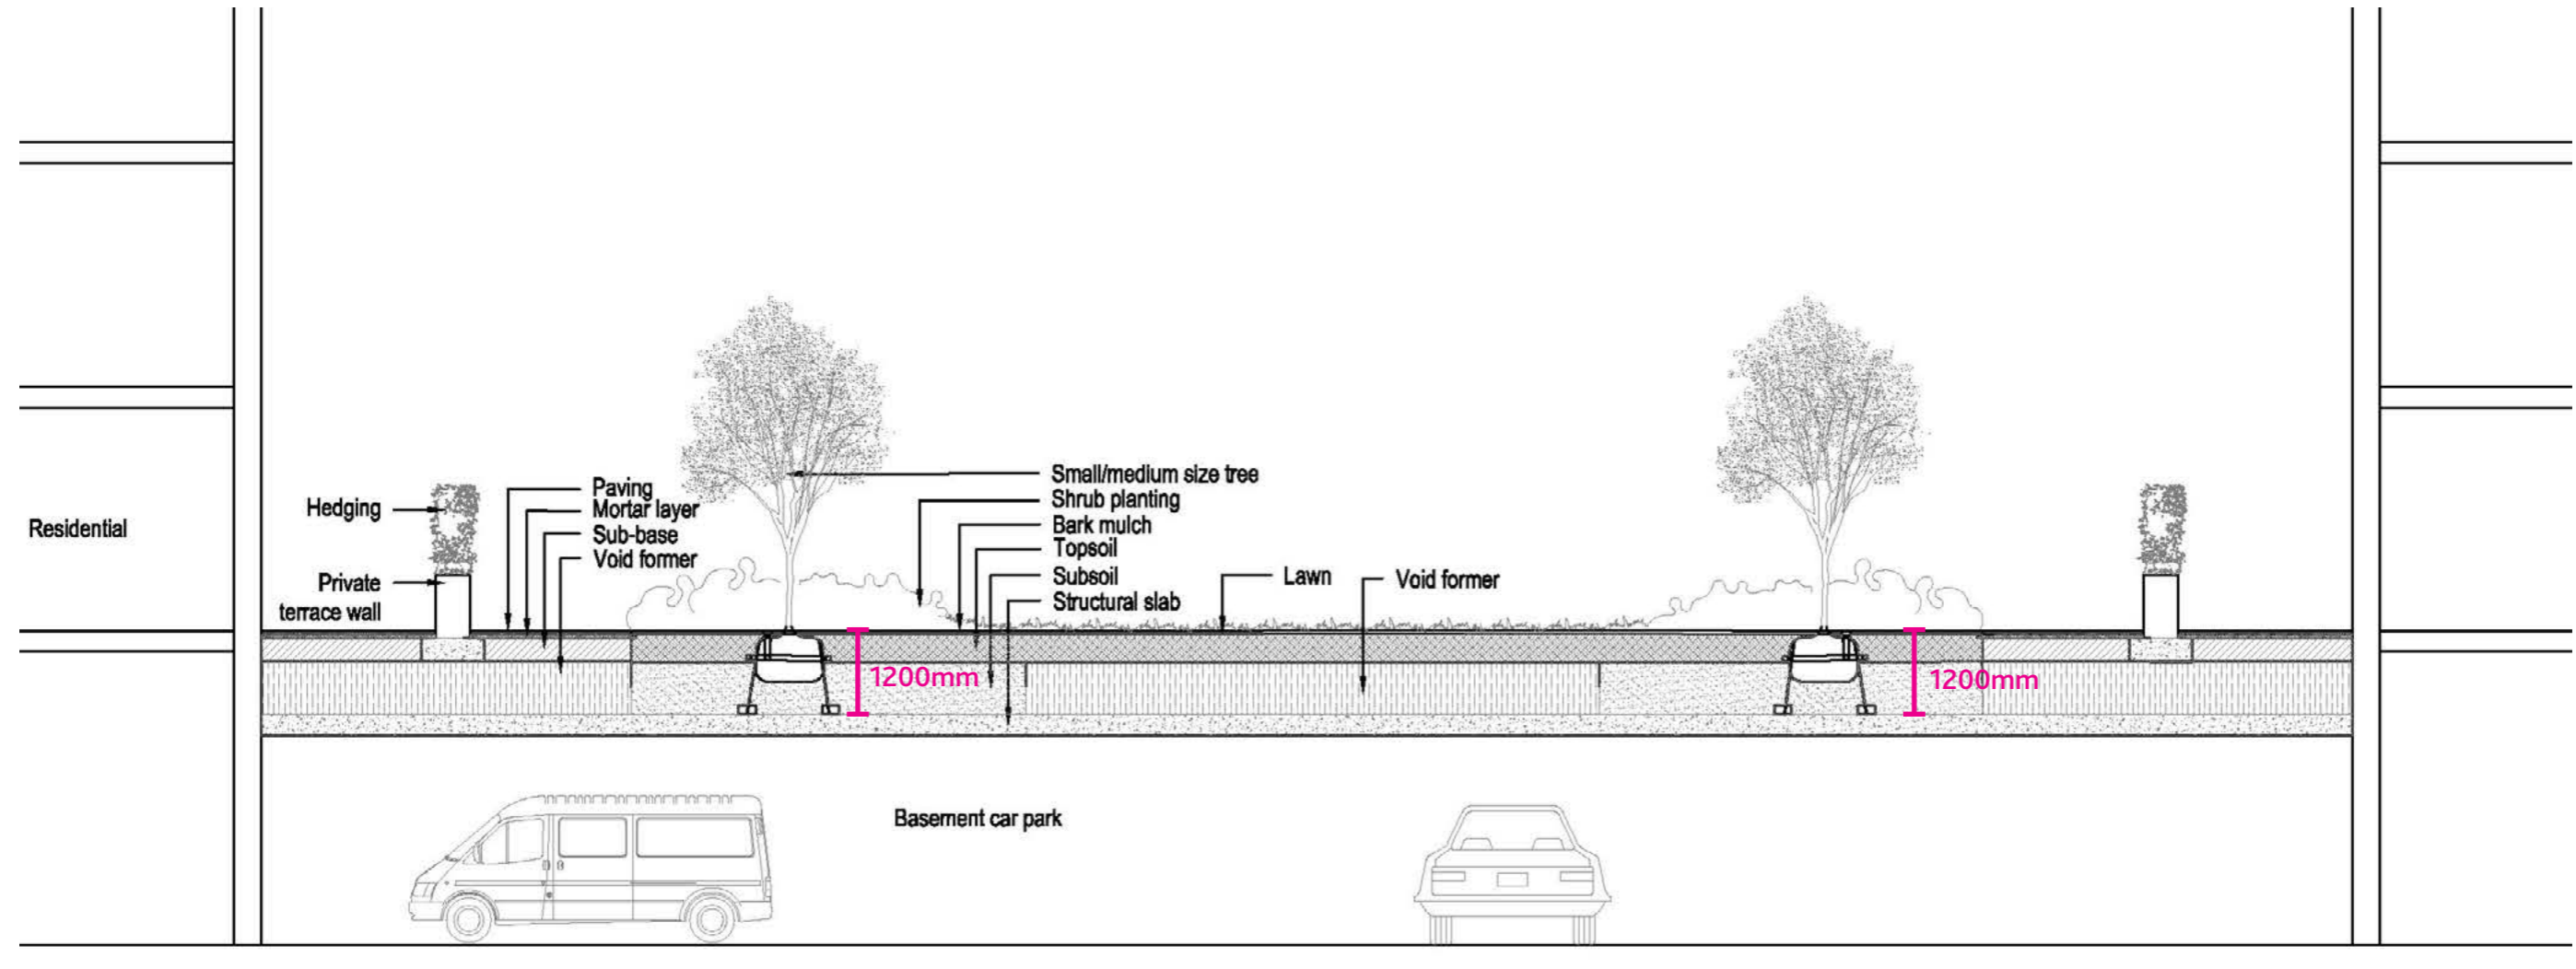 Small/medium size tree
Paving
Shrub planting
Hedging
Mortar layer
Bark mulch
Residential
Sub-base
Topsoil
Void former
Subsoil
Lawn
Void former
Private
terrace wall
Structural slab
1200mm
1200mm
Basement car park